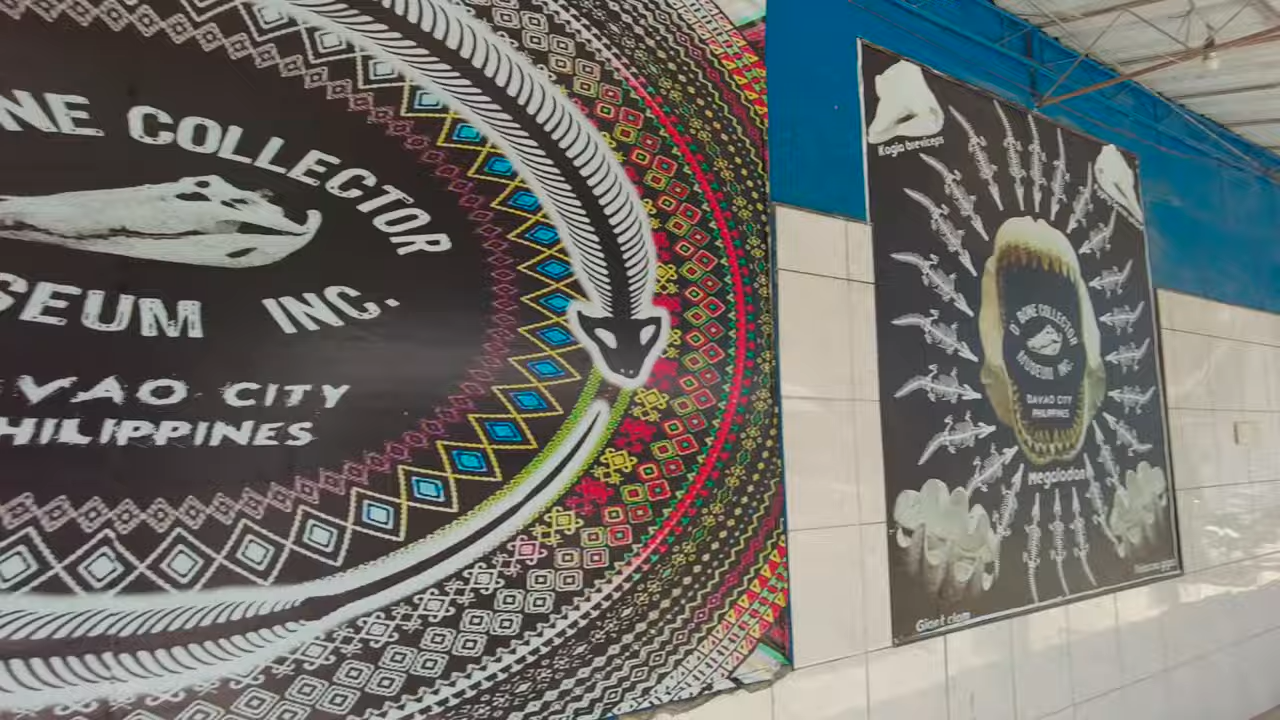 NE COLLECTOR
SEUM INC.
VAO CITY
HILIPPINES
Kogia breviceps
D' BONE COLLECTOR
MUSEUM INC.
DAVAO CITY
PHILIPPINES
Megalodon
Giant clam